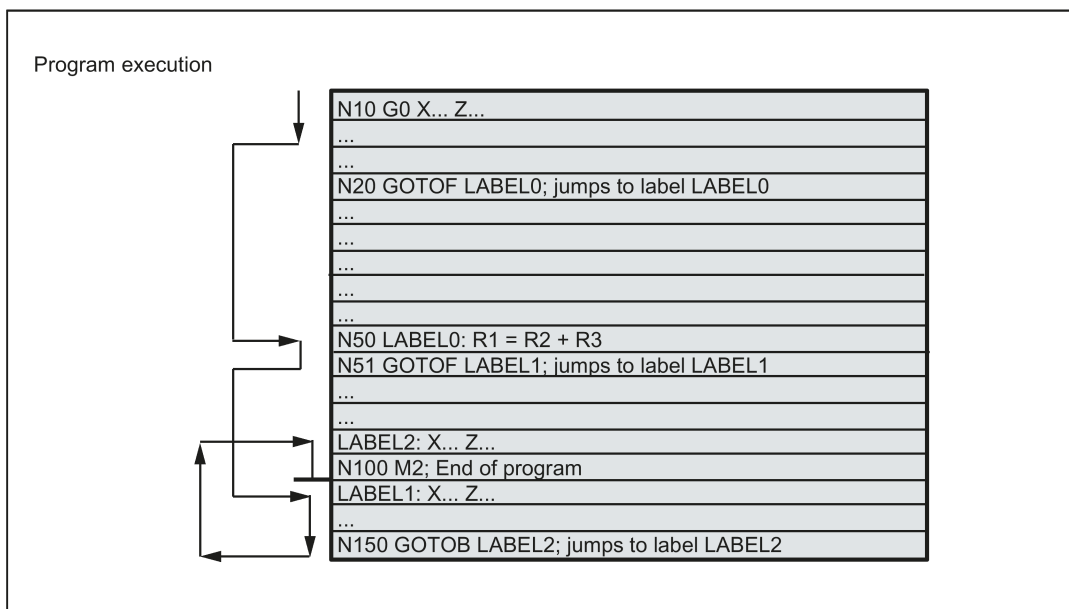 Program execution
N10 G0 X... Z...
...
...
N20 GOTOF LABEL0; jumps to label LABEL0
...
...
...
...
...
N50 LABEL0: R1 = R2 + R3
N51 GOTOF LABEL1; jumps to label LABEL1
...
...
LABEL2: X... Z...
N100 M2; End of program
LABEL1: X... Z...
...
N150 GOTOB LABEL2; jumps to label LABEL2